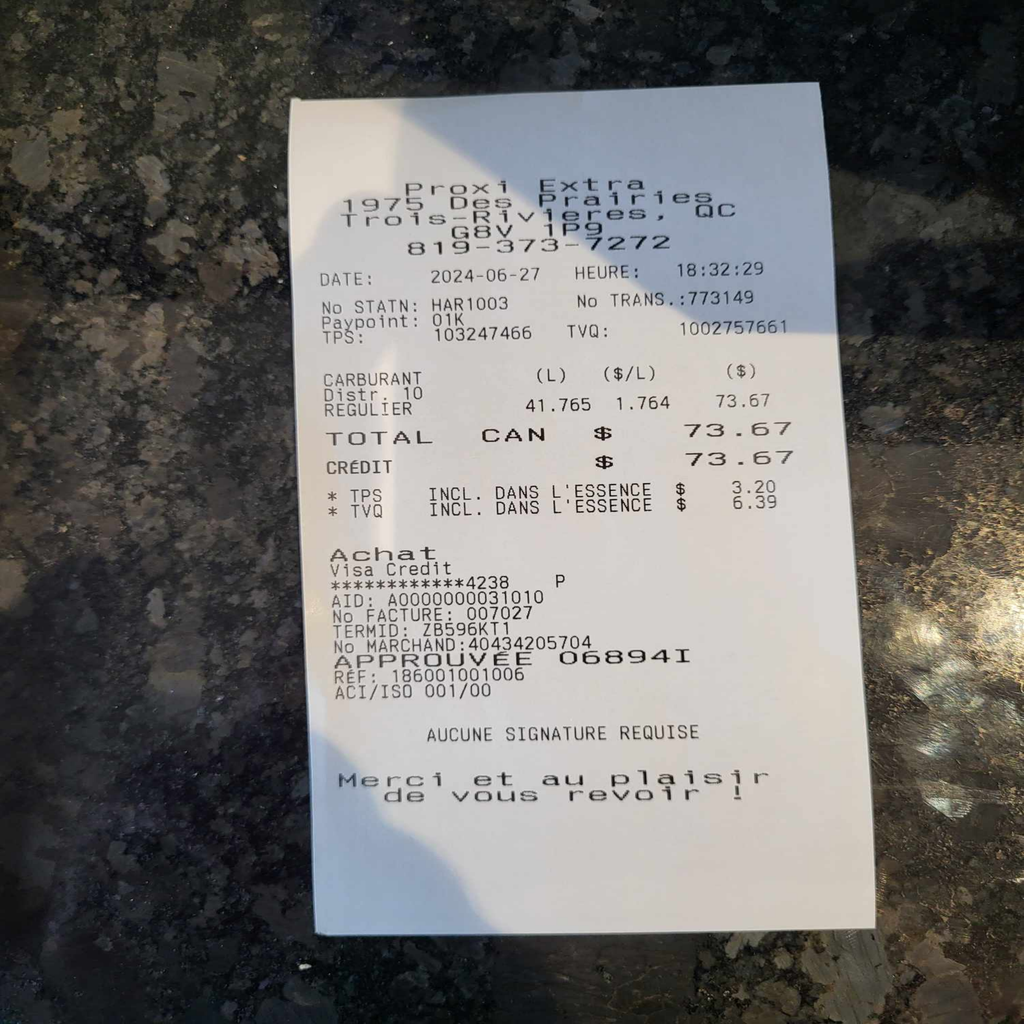 Proxi Extra
1975 Des Prairies
Trois-Rivieres, QC
G8V 1P9
819-373-7272
DATE: 2024-06-27 HEURE: 18:32:29
No STATN: HAR1003 No TRANS.:773149
Paypoint: 01K
TPS: 103247466 TVQ: 1002757661
CARBURANT (L) ($/L) ($)
Distr. 10
REGULIER 41.765 1.764 73.67
TOTAL CAN $ 73.67
CRÉDIT $ 73.67
* TPS INCL. DANS L'ESSENCE $ 3.20
* TVQ INCL. DANS L'ESSENCE $ 6.39
Achat
Visa Credit
************4238 P
AID: A0000000031010
No FACTURE: 007027
TERMID: ZB596KT1
No MARCHAND:40434205704
APPROUVÉE 06894I
RÉF: 186001001006
ACI/ISO 001/00
AUCUNE SIGNATURE REQUISE
Merci et au plaisir
de vous revoir !